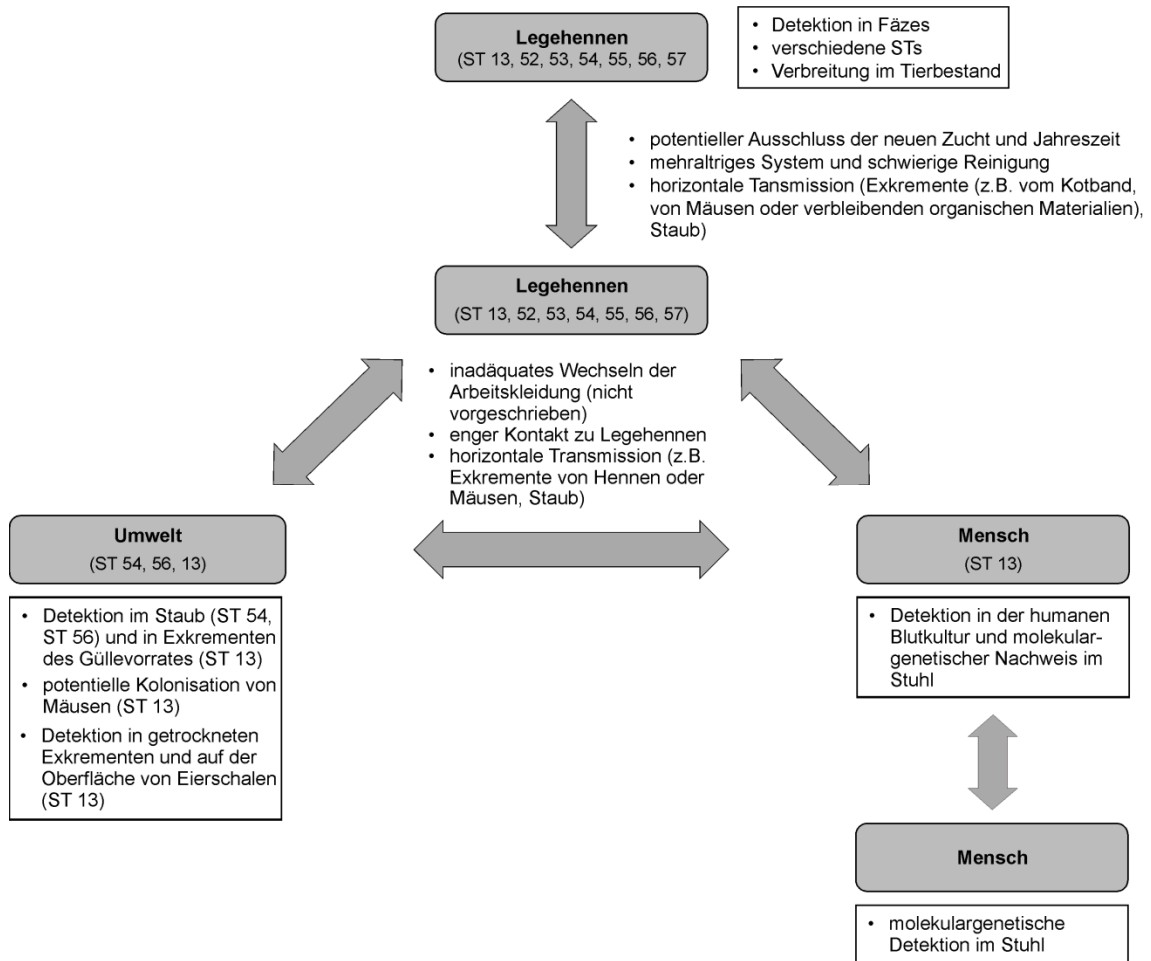 Legehennen
(ST 13, 52, 53, 54, 55, 56, 57
• Detektion in Fäzes
• verschiedene STs
• Verbreitung im Tierbestand
• potentieller Ausschluss der neuen Zucht und Jahreszeit
• mehraltriges System und schwierige Reinigung
• horizontale Tansmission (Exkremente (z.B. vom Kotband,
von Mäusen oder verbleibenden organischen Materialien),
Staub)
Legehennen
(ST 13, 52, 53, 54, 55, 56, 57)
• inadäquates Wechseln der
Arbeitskleidung (nicht
vorgeschrieben)
• enger Kontakt zu Legehennen
• horizontale Transmission (z.B.
Exkremente von Hennen oder
Mäusen, Staub)
Umwelt
(ST 54, 56, 13)
• Detektion im Staub (ST 54,
ST 56) und in Exkrementen
des Güllevorrates (ST 13)
• potentielle Kolonisation von
Mäusen (ST 13)
• Detektion in getrockneten
Exkrementen und auf der
Oberfläche von Eierschalen
(ST 13)
Mensch
(ST 13)
• Detektion in der humanen
Blutkultur und molekular-
genetischer Nachweis im
Stuhl
Mensch
• molekulargenetische
Detektion im Stuhl